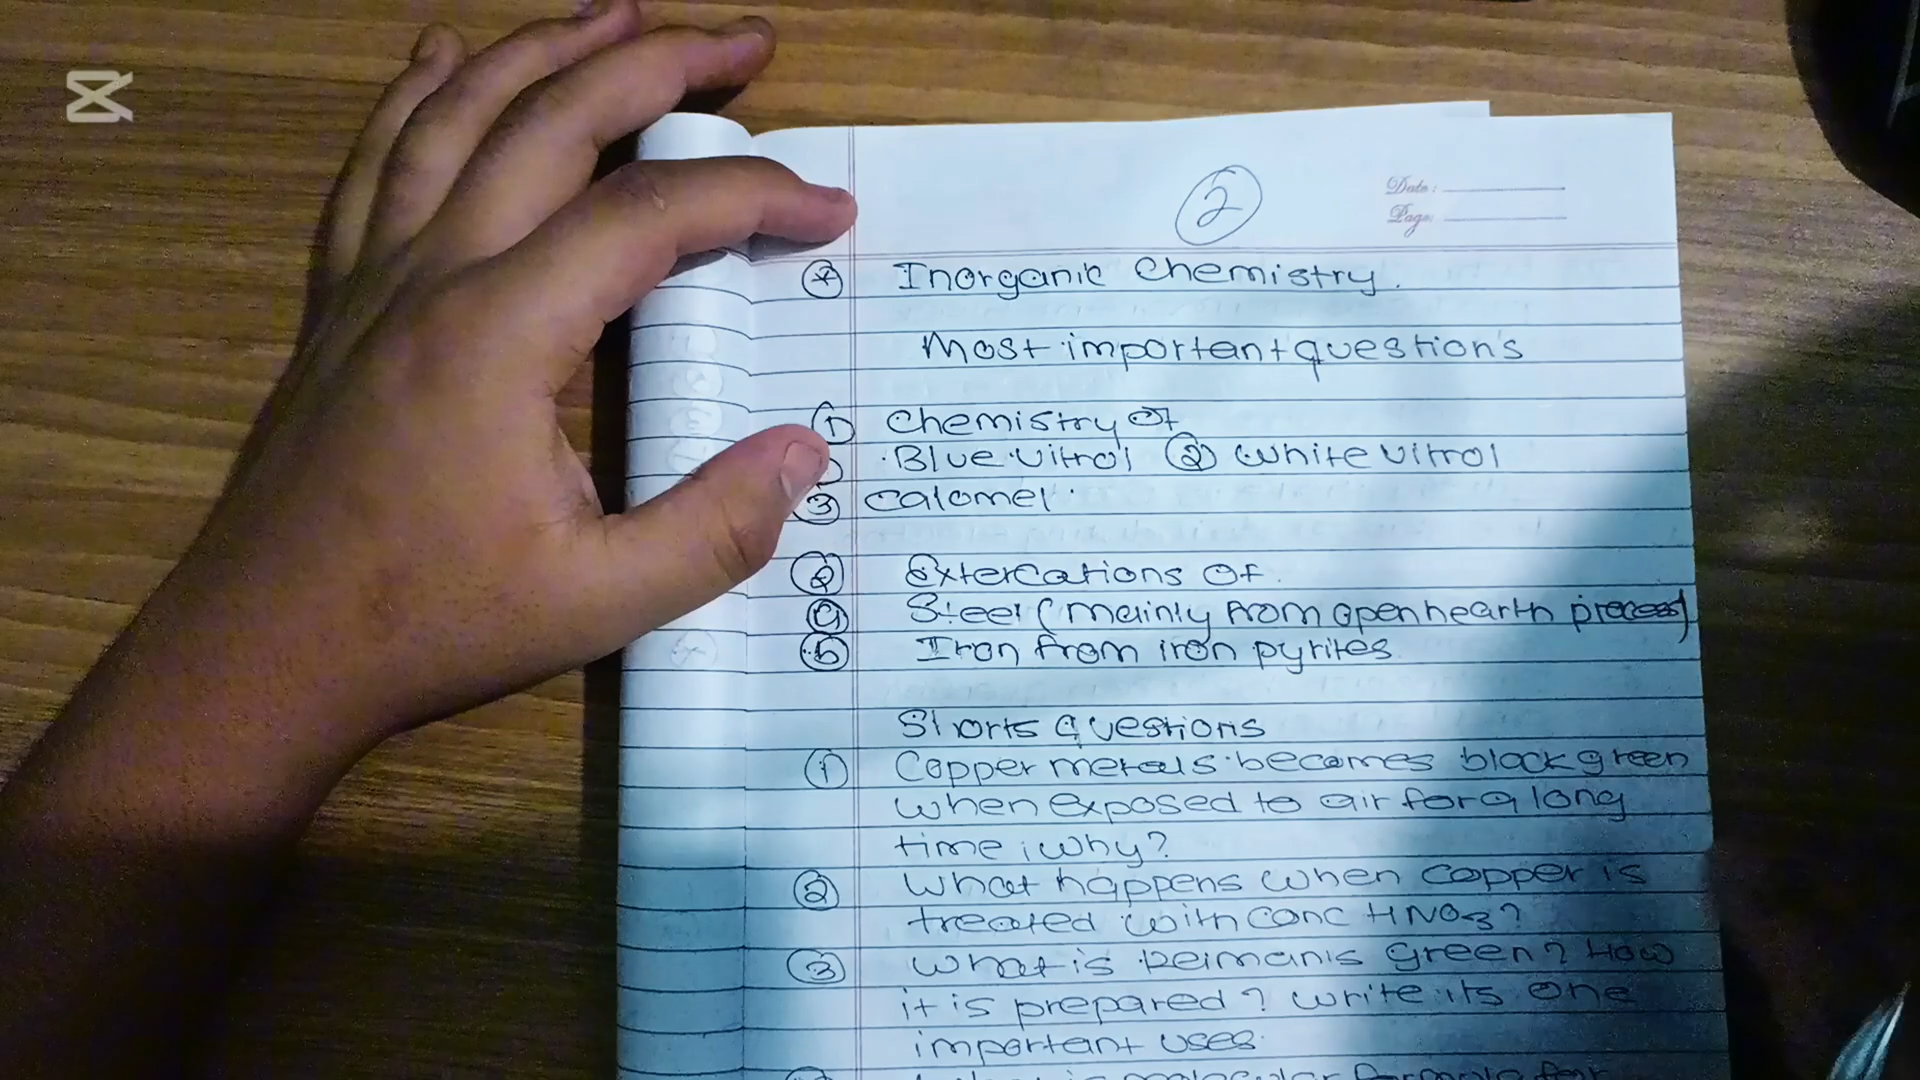 2
Date:
Page:
* Inorganic Chemistry.
Most important question's
1 Chemistry of
Blue vitrol 2 white vitrol
3 Calomel
2 Extercations of
a Steel (mainly from open hearth process)
b Iron from iron pyrites
Shorts questions
1 Copper metals becomes black green
when exposed to air for a long
time, why?
2 What happens when copper is
treated with conc HNO3?
3 What is Reimanis green? How
it is prepared? write its one
important uses.
molecular formula for